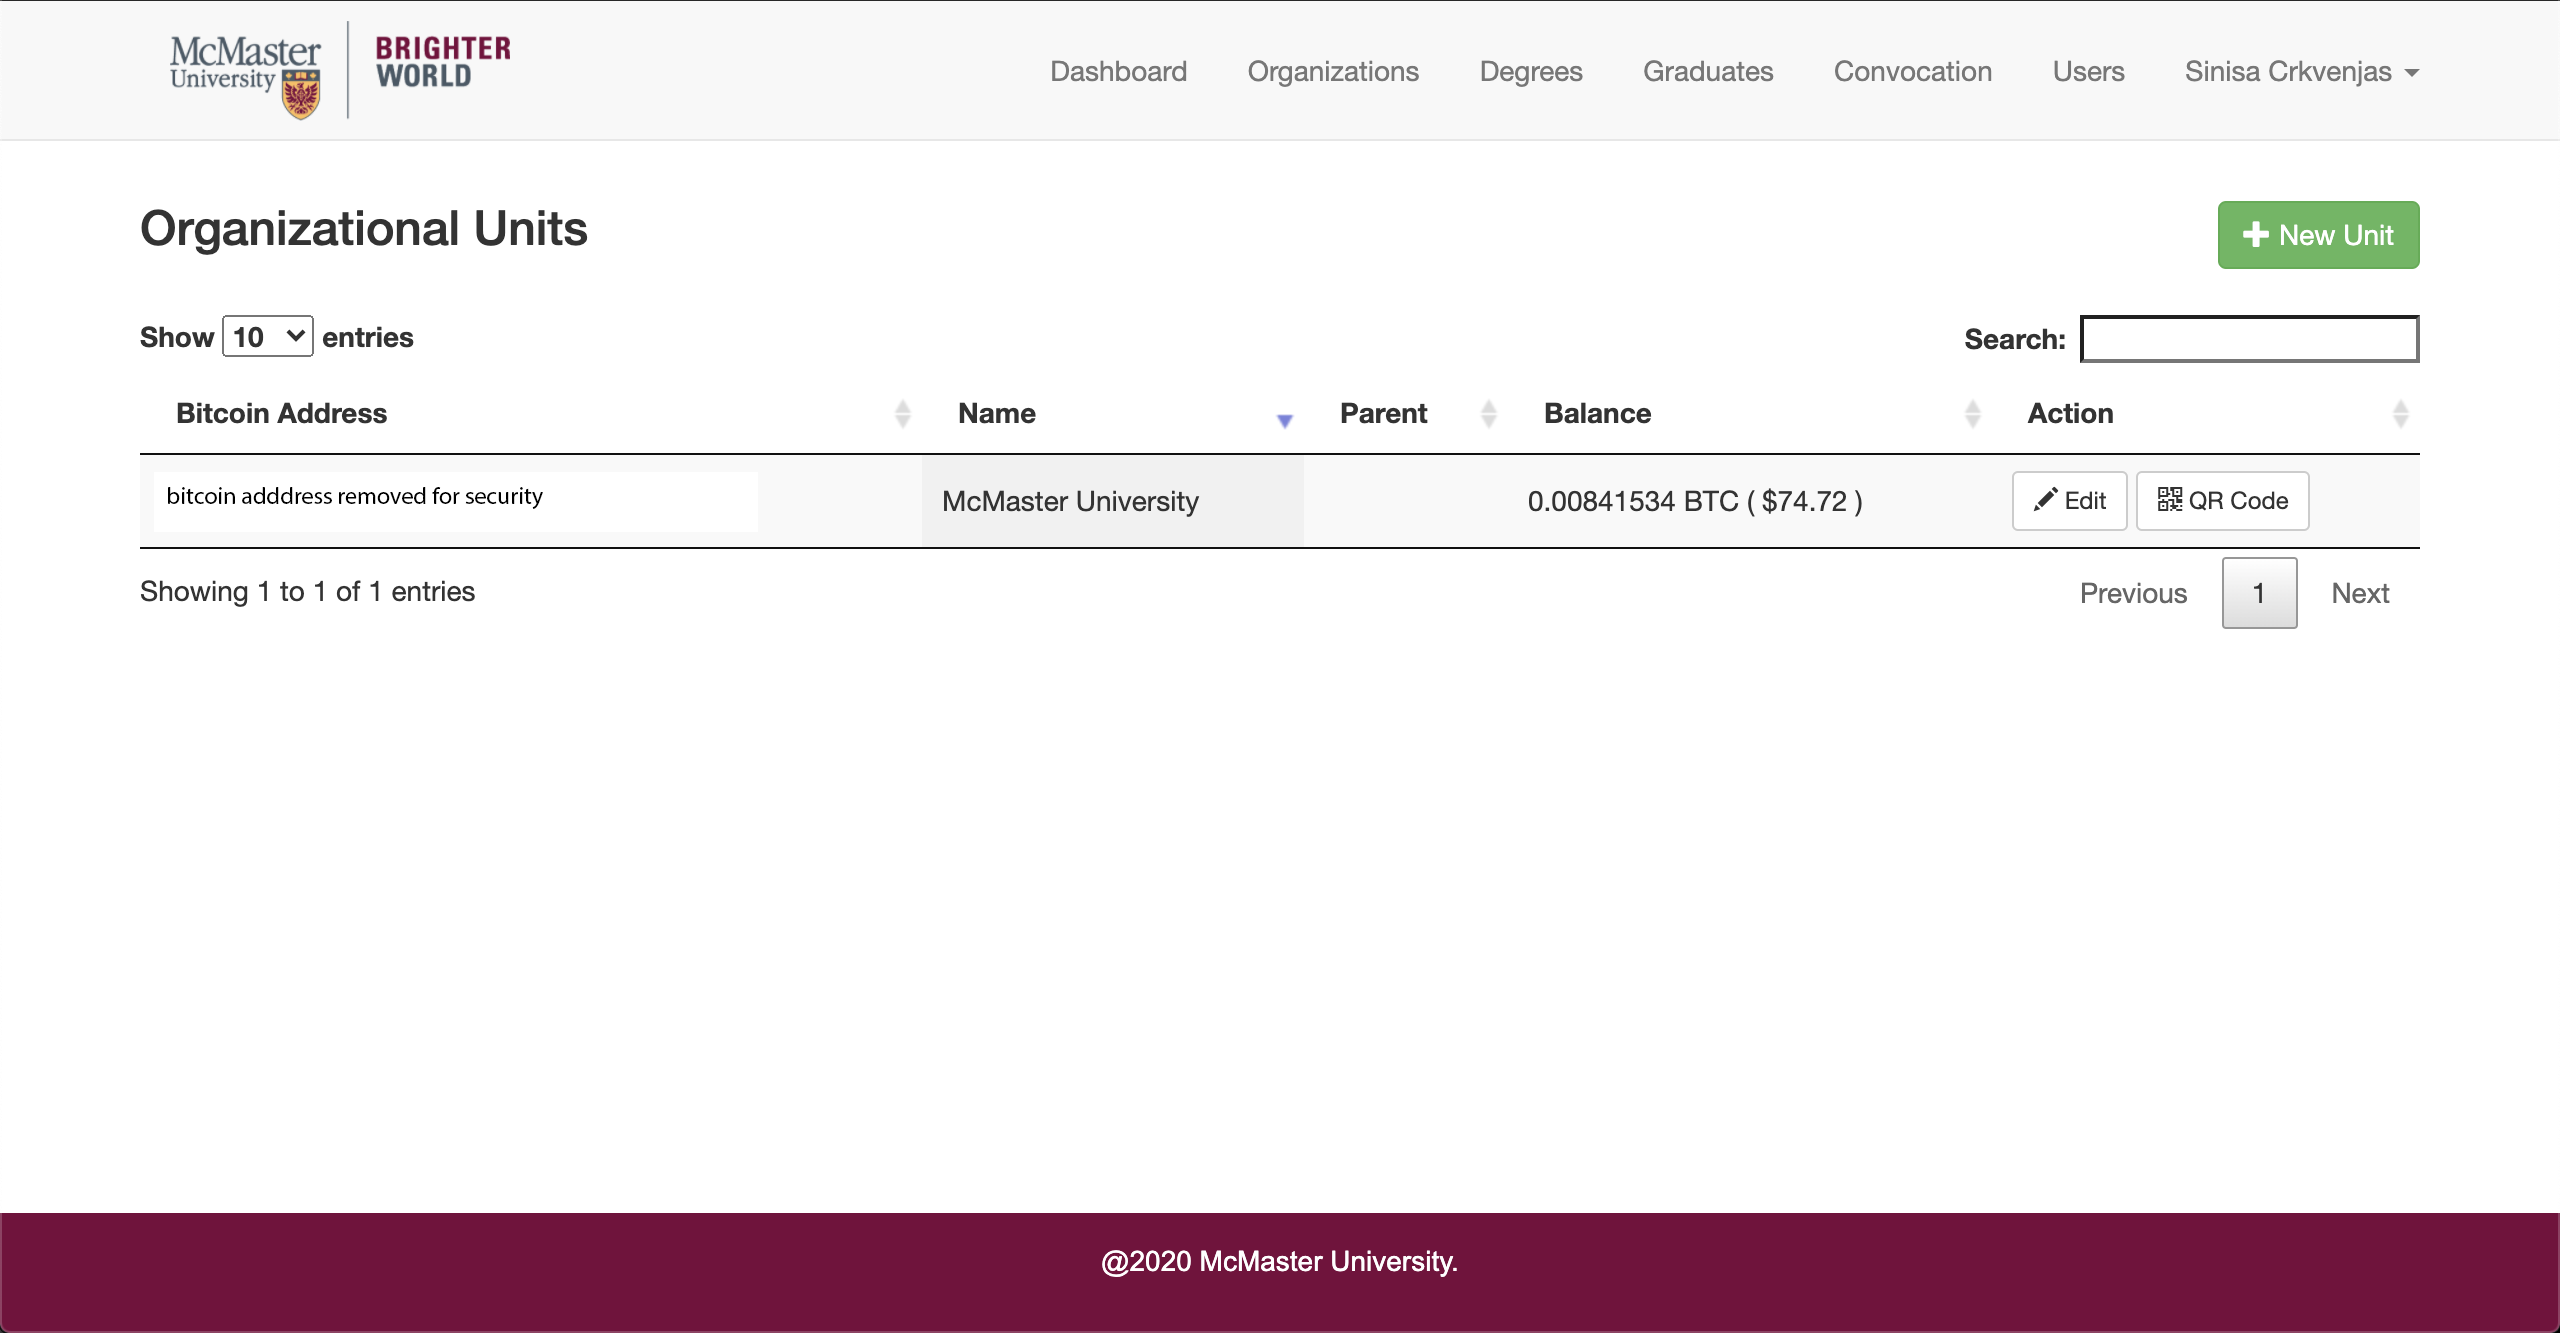 McMaster University
BRIGHTER WORLD
Dashboard Organizations Degrees Graduates Convocation Users Sinisa Crkvenjas
Organizational Units
New Unit
Show 10 entries
Search:
Bitcoin Address Name Parent Balance Action
bitcoin adddress removed for security McMaster University 0.00841534 BTC ( $74.72 ) Edit QR Code
Showing 1 to 1 of 1 entries
Previous 1 Next
@2020 McMaster University.